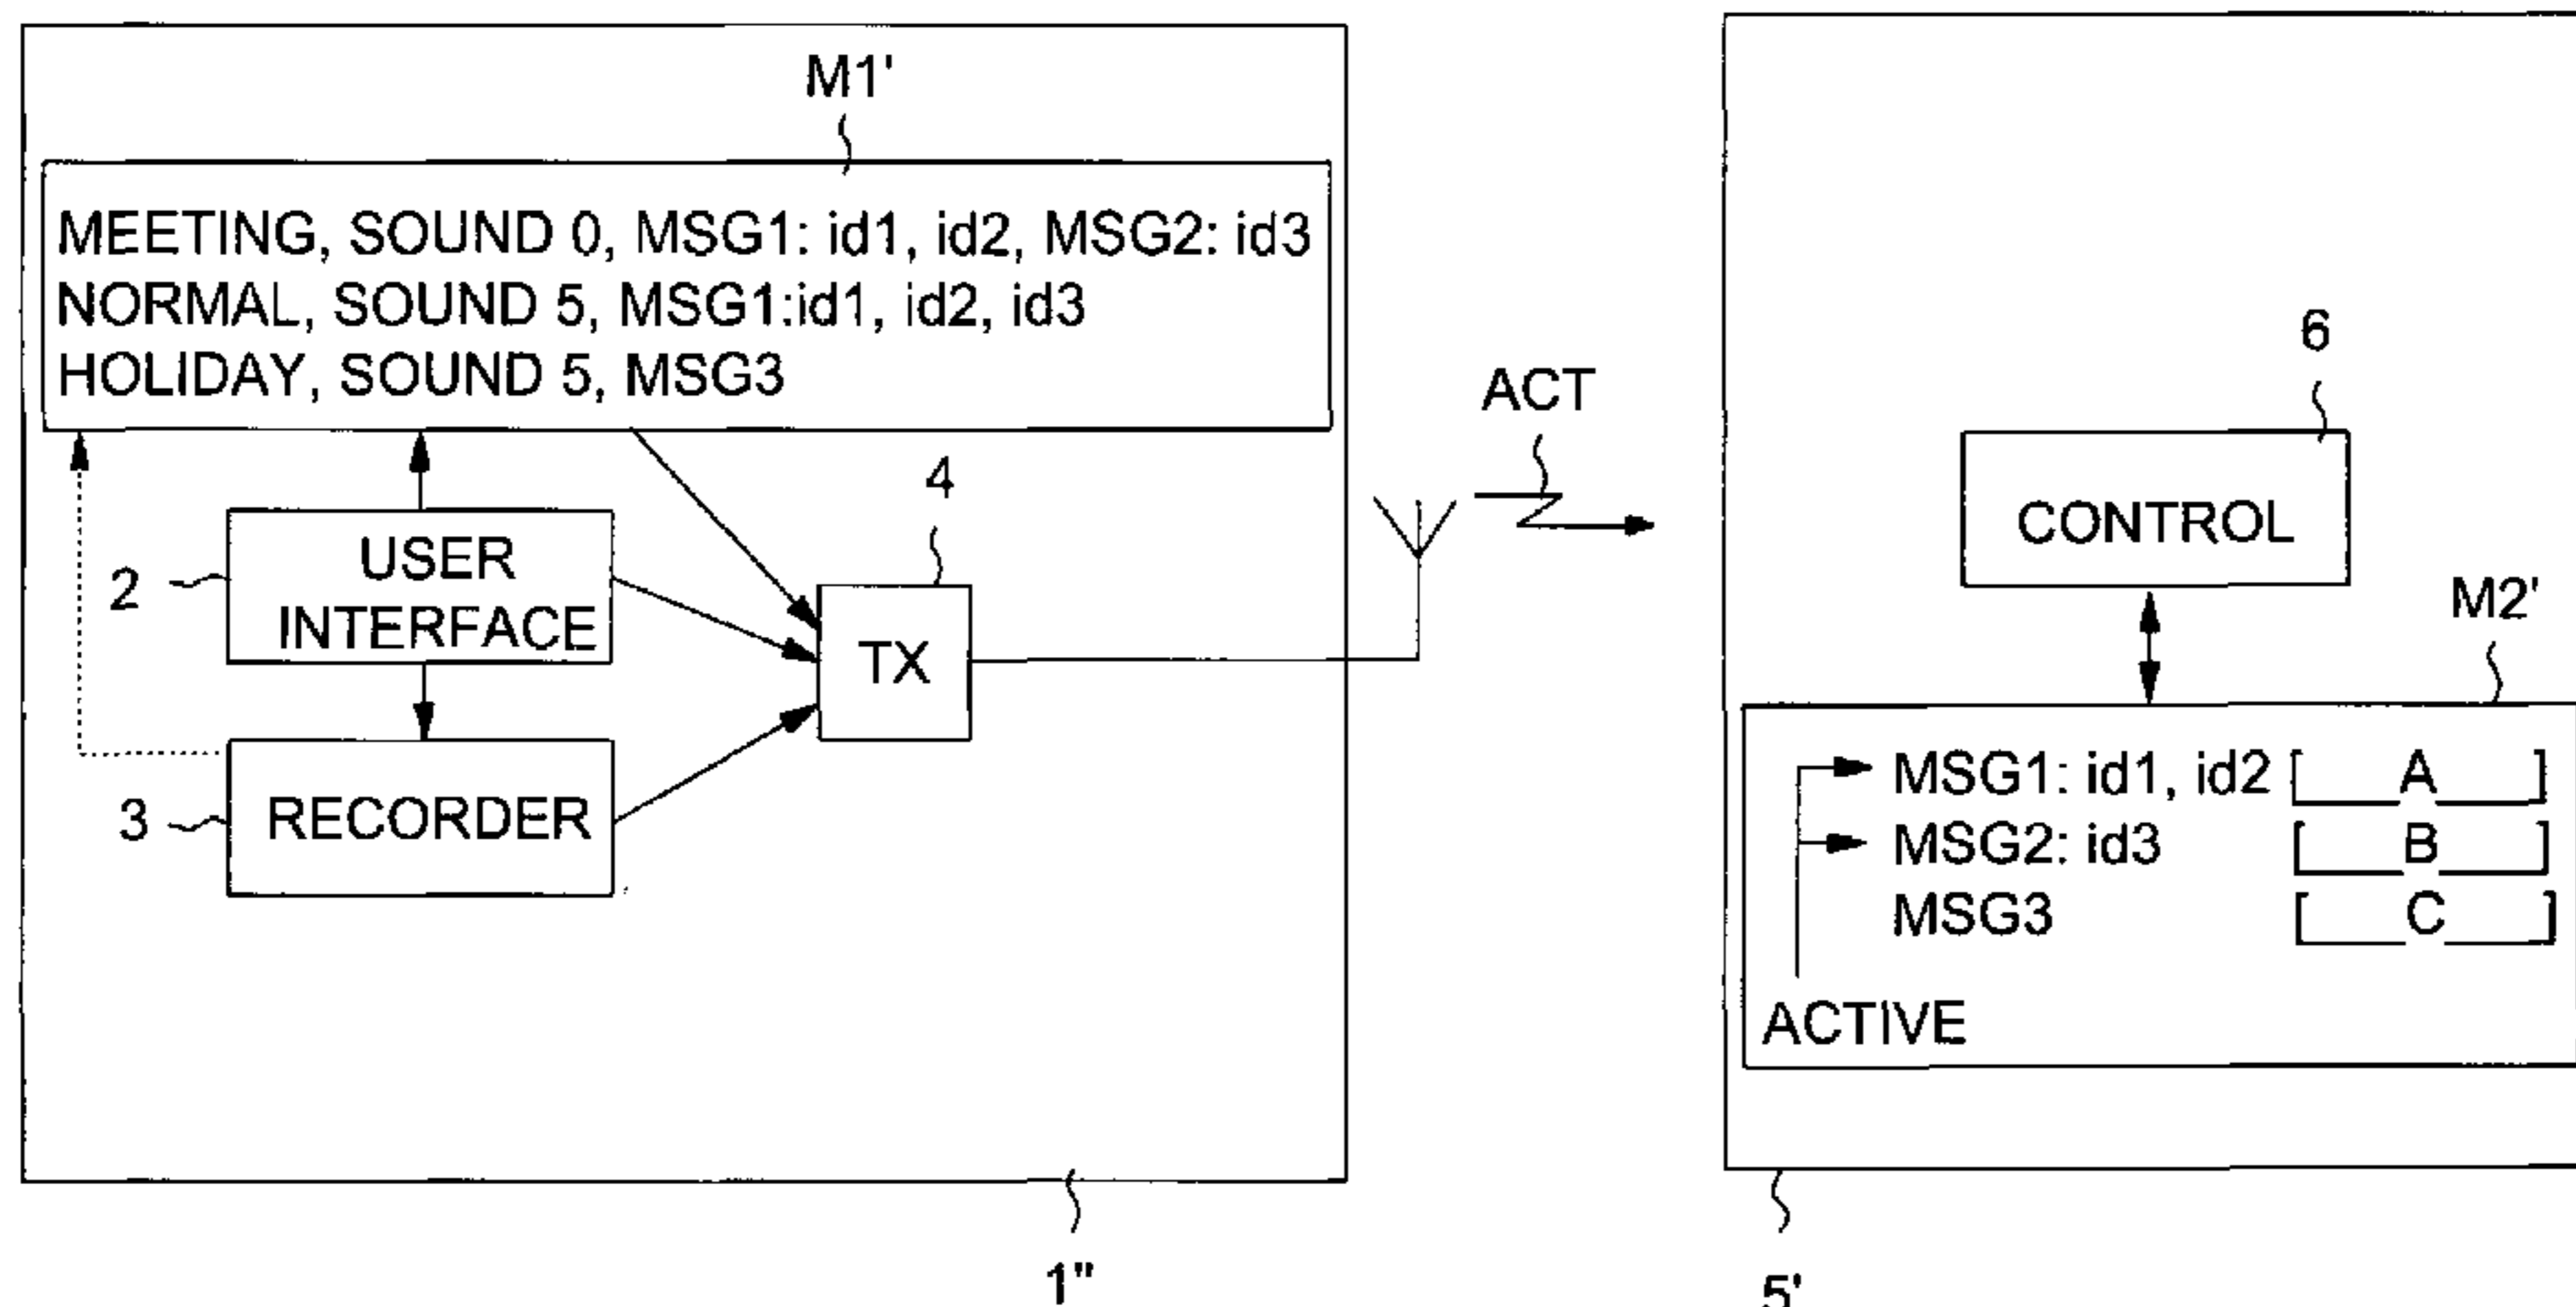 M1'
MEETING, SOUND 0, MSG1: id1, id2, MSG2: id3
NORMAL, SOUND 5, MSG1:id1, id2, id3
HOLIDAY, SOUND 5, MSG3
4
2
USER
INTERFACE
TX
3
RECORDER
1"
ACT
6
CONTROL
M2'
MSG1: id1, id2 [ A ]
MSG2: id3 [ B ]
MSG3 [ C ]
ACTIVE
5'